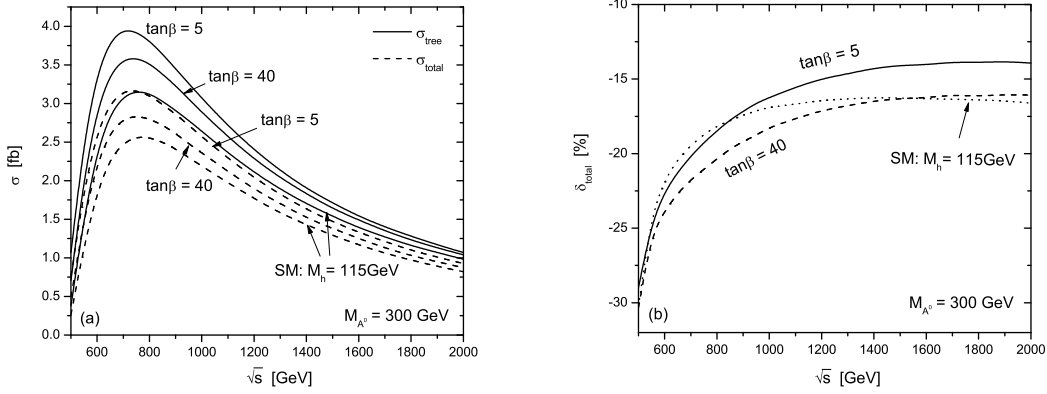 4.0
3.5
3.0
2.5
2.0
1.5
1.0
0.5
0.0
σ [fb]
tanβ = 5
σtree
σtotal
tanβ = 40
tanβ = 5
tanβ = 40
SM: Mh= 115GeV
(a)
MA⁰ = 300 GeV
600 800 1000 1200 1400 1600 1800 2000
√s [GeV]
-10
-15
-20
-25
-30
δtotal [%]
tanβ = 5
tanβ = 40
SM: Mh= 115GeV
(b)
MA⁰ = 300 GeV
600 800 1000 1200 1400 1600 1800 2000
√s [GeV]